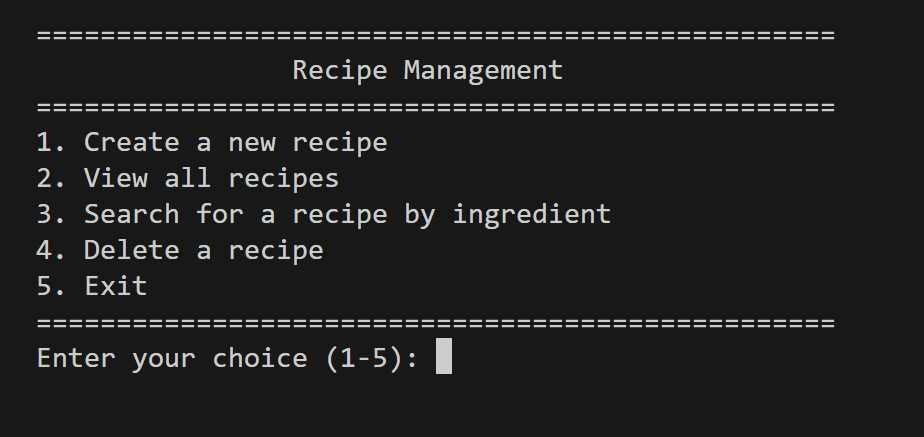 ==================================================
Recipe Management
==================================================
1. Create a new recipe
2. View all recipes
3. Search for a recipe by ingredient
4. Delete a recipe
5. Exit
==================================================
Enter your choice (1-5):